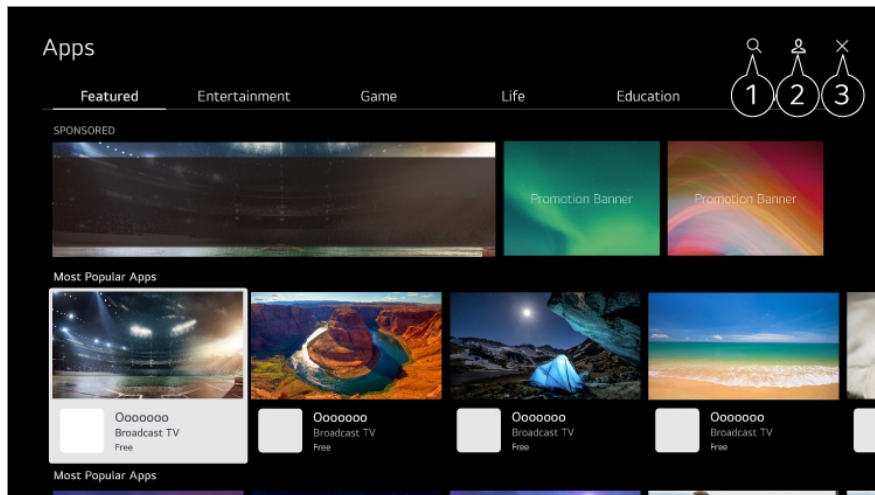 Apps
1 2 3
Featured Entertainment Game Life Education
SPONSORED
Promotion Banner Promotion Banner
Most Popular Apps
Ooooooo Ooooooo Ooooooo Ooooooo
Broadcast TV Broadcast TV Broadcast TV Broadcast TV
Free Free Free Free
Most Popular Apps